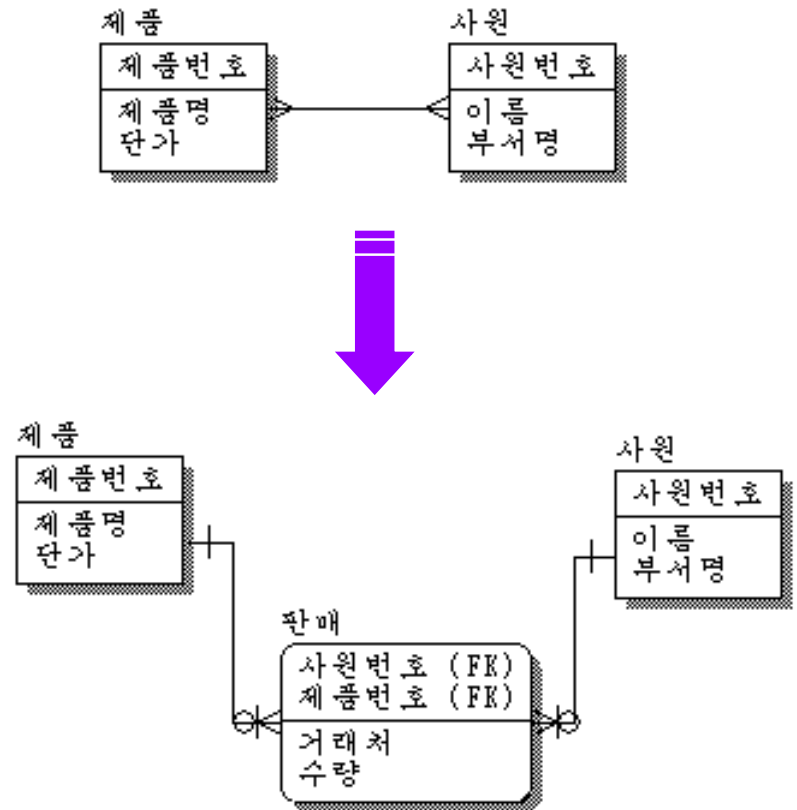 제품
제품번호
제품명
단가
사원
사원번호
이름
부서명
제품
제품번호
제품명
단가
사원
사원번호
이름
부서명
판매
사원번호 (FK)
제품번호 (FK)
거래처
수량